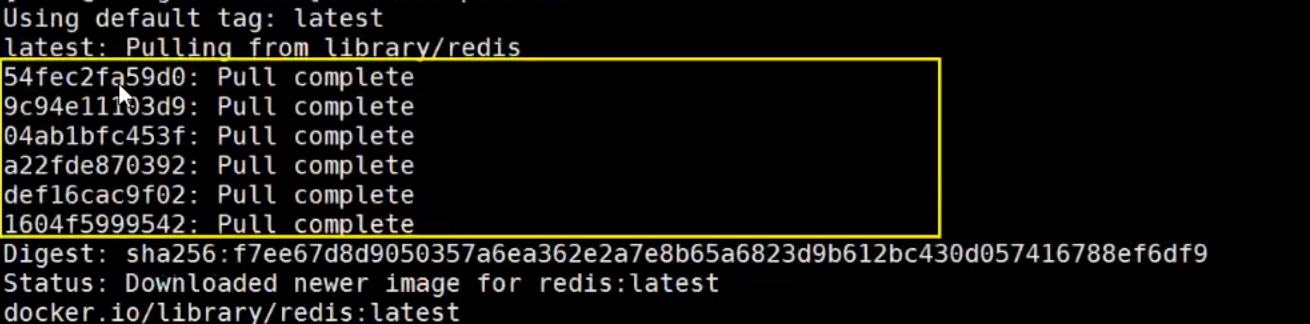 Using default tag: latest
latest: Pulling from library/redis
54fec2fa59d0: Pull complete
9c94e11103d9: Pull complete
04ab1bfc453f: Pull complete
a22fde870392: Pull complete
def16cac9f02: Pull complete
1604f5999542: Pull complete
Digest: sha256:f7ee67d8d9050357a6ea362e2a7e8b65a6823d9b612bc430d057416788ef6df9
Status: Downloaded newer image for redis:latest
docker.io/library/redis:latest